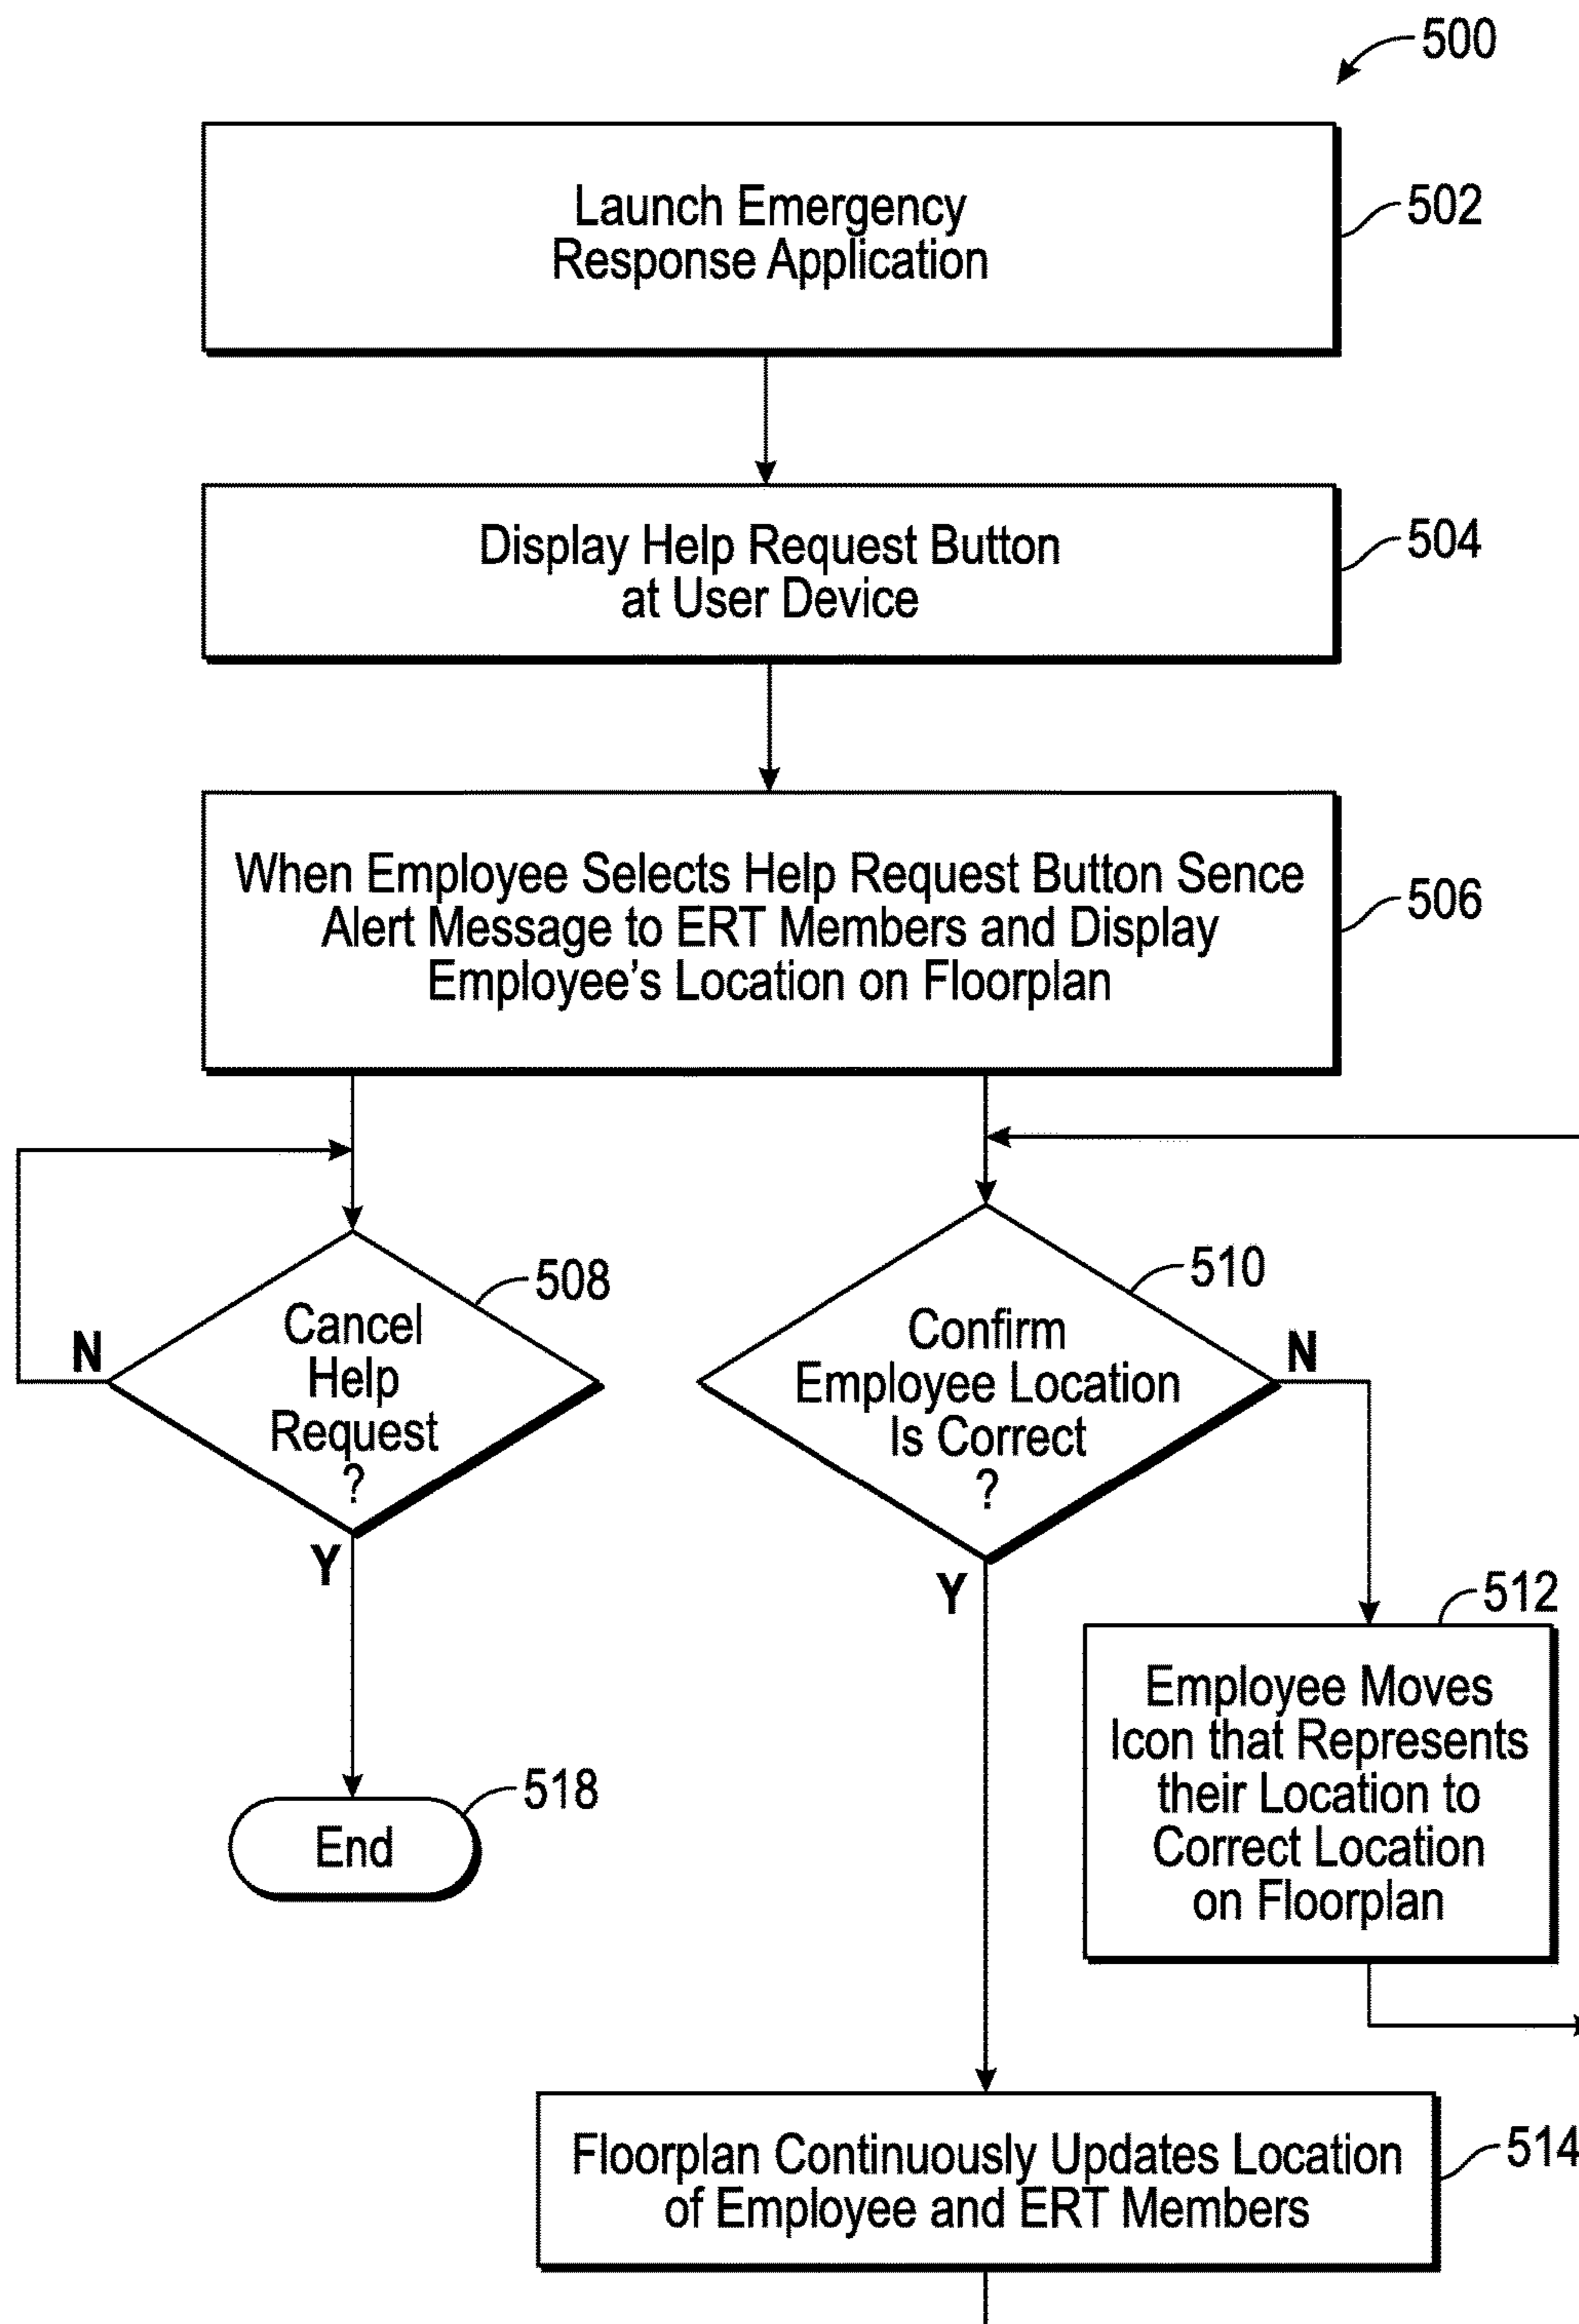 500
Launch Emergency
Response Application
502
Display Help Request Button
at User Device
504
When Employee Selects Help Request Button Sence
Alert Message to ERT Members and Display
Employee's Location on Floorplan
506
508
Cancel
Help
Request
?
N
Y
510
Confirm
Employee Location
Is Correct
?
N
Y
512
Employee Moves
Icon that Represents
their Location to
Correct Location
on Floorplan
518
End
Floorplan Continuously Updates Location
of Employee and ERT Members
514